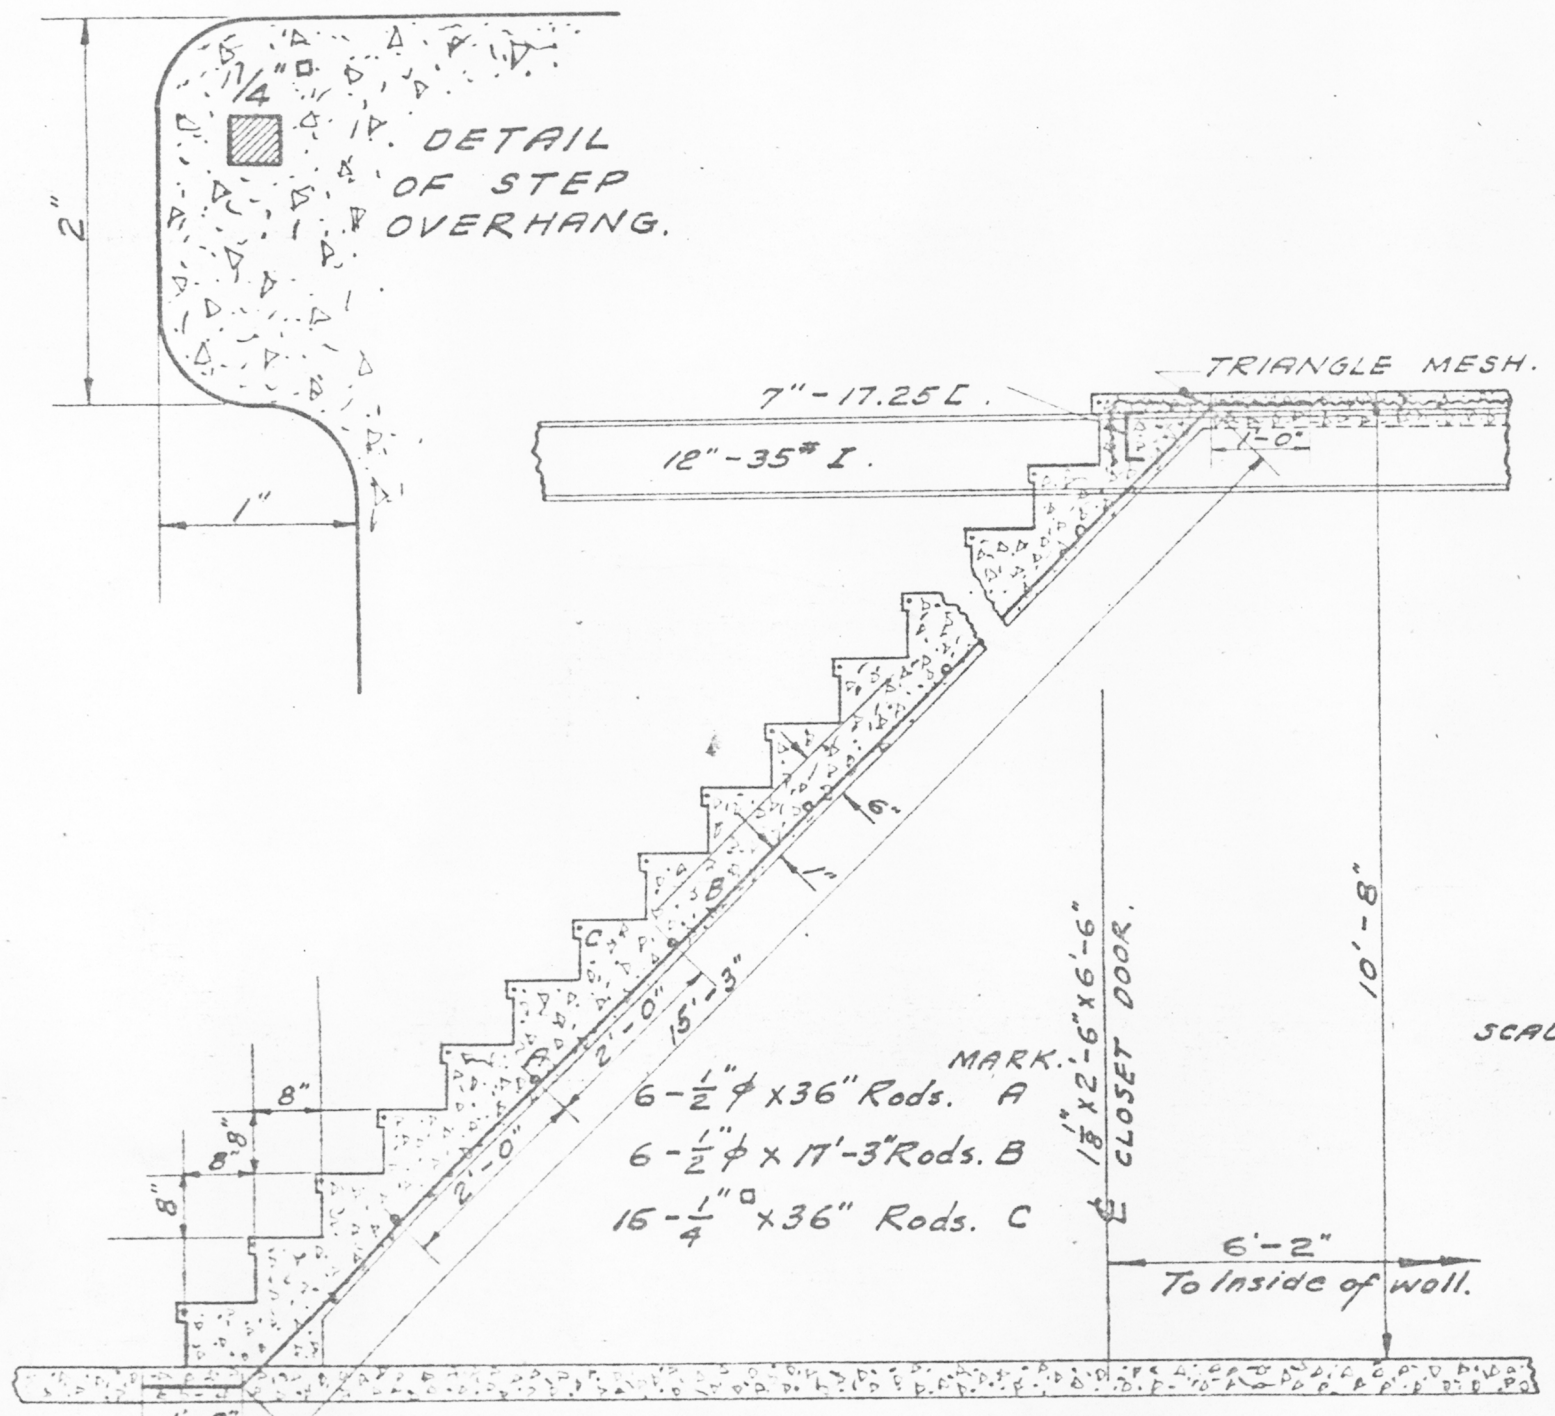 1/4"□
DETAIL
OF STEP
OVERHANG.
2"
1"
TRIANGLE MESH.
7"-17.25[.
12"-35# I.
1'-0"
6"
1"
B
C
A
2'-0"
15'-3"
2'-0"
MARK.
6-1/2"φ x 36" Rods. A
6-1/2"φ x 17'-3" Rods. B
16-1/4"□ x 36" Rods. C
8"
8"
8"
8"
1 1/8" x 2'-6" x 6'-6"
℄ CLOSET DOOR.
10'-8"
6'-2"
To Inside of wall.